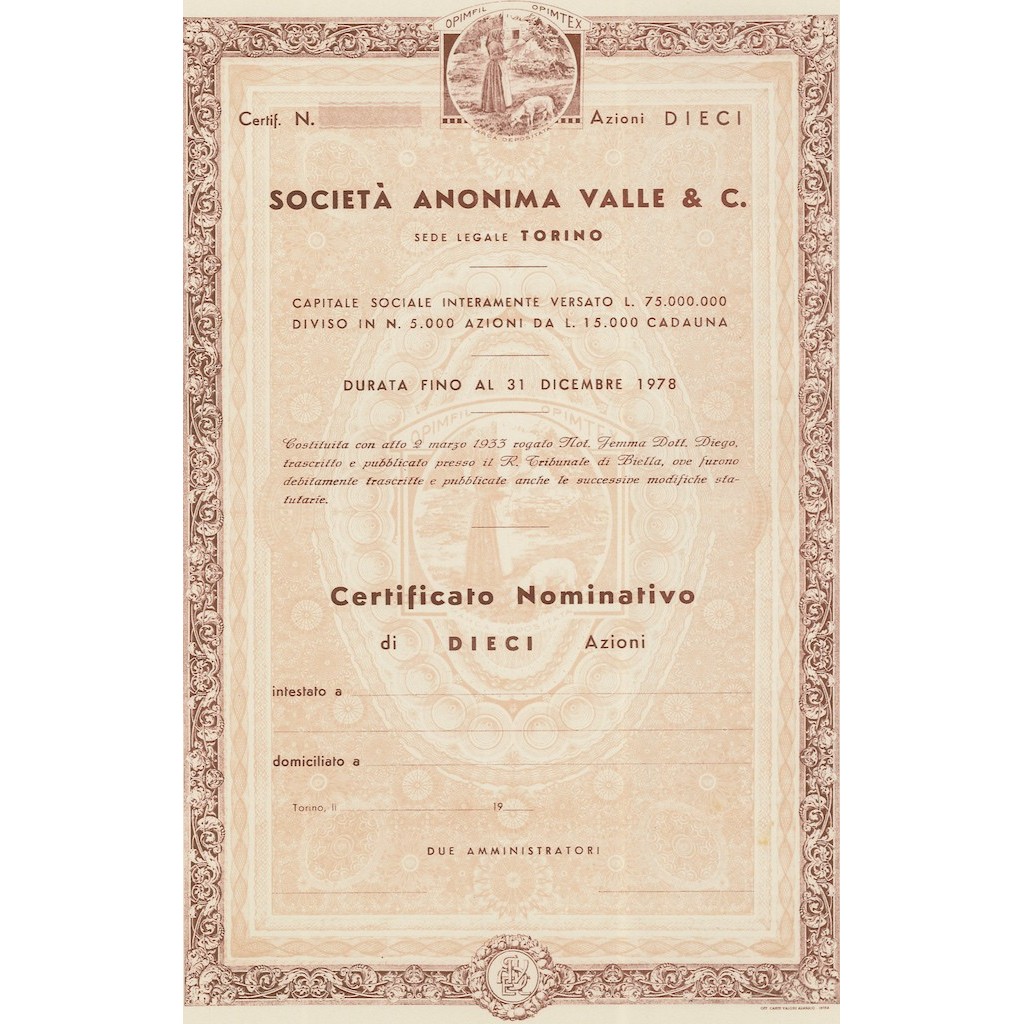 OPIMFIL OPIMTEX
Certif. N. Azioni DIECI
SOCIETÀ ANONIMA VALLE & C.
SEDE LEGALE TORINO
CAPITALE SOCIALE INTERAMENTE VERSATO L. 75.000.000
DIVISO IN N. 5.000 AZIONI DA L. 15.000 CADAUNA
DURATA FINO AL 31 DICEMBRE 1978
OPIMFIL OPIMTEX
Costituita con atto 2 marzo 1933 rogato Not. Jemma Dott. Diego,
trascritto e pubblicato presso il R. Tribunale di Biella, ove furono
debitamente trascritte e pubblicate anche le successive modifiche sta-
tutarie.
Certificato Nominativo
di DIECI Azioni
intestato a
domiciliato a
Torino, li 19
DUE AMMINISTRATORI